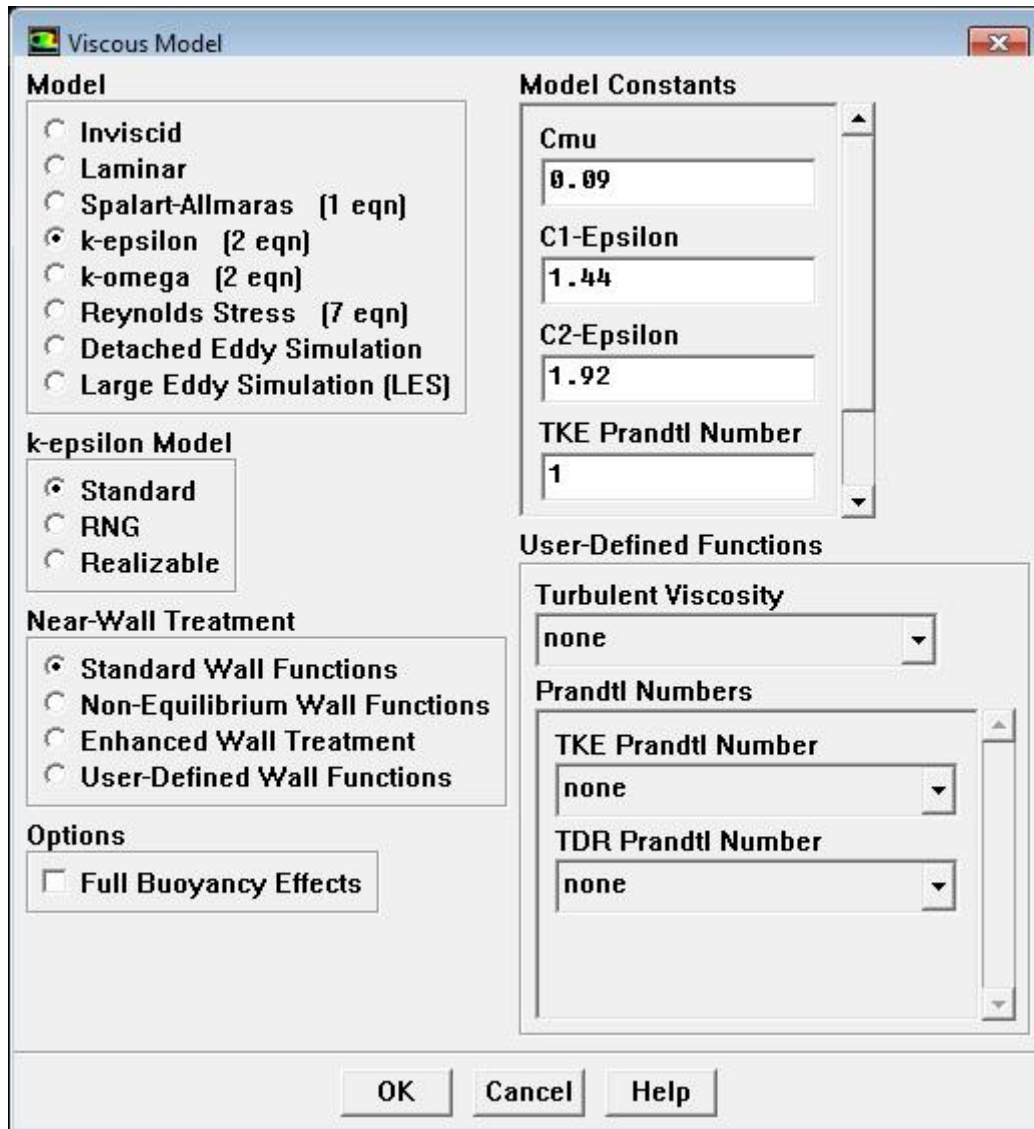 Viscous Model
Model
Inviscid
Laminar
Spalart-Allmaras (1 eqn)
k-epsilon (2 eqn)
k-omega (2 eqn)
Reynolds Stress (7 eqn)
Detached Eddy Simulation
Large Eddy Simulation (LES)
k-epsilon Model
Standard
RNG
Realizable
Near-Wall Treatment
Standard Wall Functions
Non-Equilibrium Wall Functions
Enhanced Wall Treatment
User-Defined Wall Functions
Options
Full Buoyancy Effects
Model Constants
Cmu
0.09
C1-Epsilon
1.44
C2-Epsilon
1.92
TKE Prandtl Number
1
User-Defined Functions
Turbulent Viscosity
none
Prandtl Numbers
TKE Prandtl Number
none
TDR Prandtl Number
none
OK Cancel Help